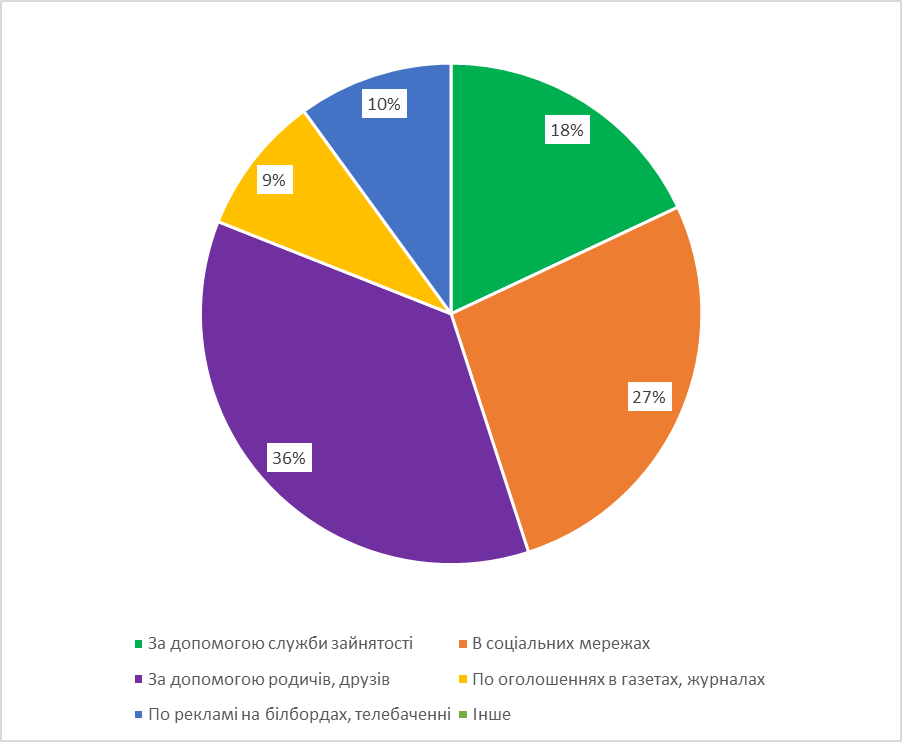 10%
18%
9%
27%
36%
За допомогою служби зайнятості
В соціальних мережах
За допомогою родичів, друзів
По оголошеннях в газетах, журналах
По рекламі на білбордах, телебаченні
Інше